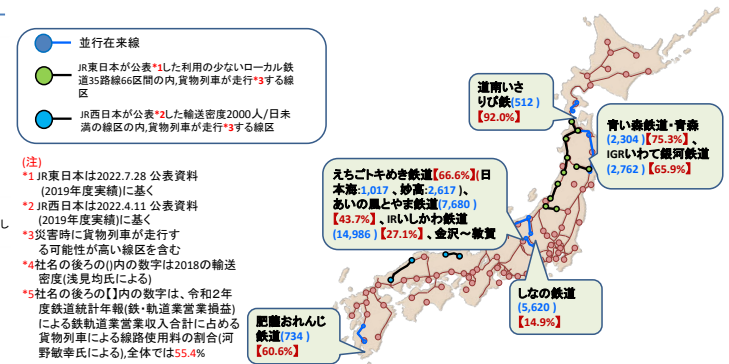 並行在来線
JR東日本が公表*1した利用の少ないローカル鉄
道35路線66区間の内,貨物列車が走行*3する線
区
JR西日本が公表*2した輸送密度2000人/日未
満の線区の内,貨物列車が走行*3する線区
(注)
*1 JR東日本は2022.7.28 公表資料
(2019年度実績)に基く
*2 JR西日本は2022.4.11 公表資料
(2019年度実績)に基く
*3災害時に貨物列車が走行す
る可能性が高い線区を含む
*4社名の後ろの()内の数字は2018の輸送
密度(浅見均氏による)
*5社名の後ろの【】内の数字は、令和2年
度鉄道統計年報(鉄・軌道業営業損益)
による鉄軌道業営業収入合計に占める
貨物列車による線路使用料の割合(河
野敏幸氏による),全体では55.4%
し
道南いさ
りび鉄(512 )
【92.0%】
青い森鉄道・青森
(2,304 )【75.3%】、
IGRいわて銀河鉄道
(2,762 )【65.9%】
えちごトキめき鉄道【66.6%】(日
本海:1,017 、妙高:2,617 )、
あいの風とやま鉄道(7,680 )
【43.7%】、IRいしかわ鉄道
(14,986 )【27.1%】、金沢~敦賀
しなの鉄道
(5,620 )
【14.9%】
肥薩おれんじ
鉄道(734 )
【60.6%】